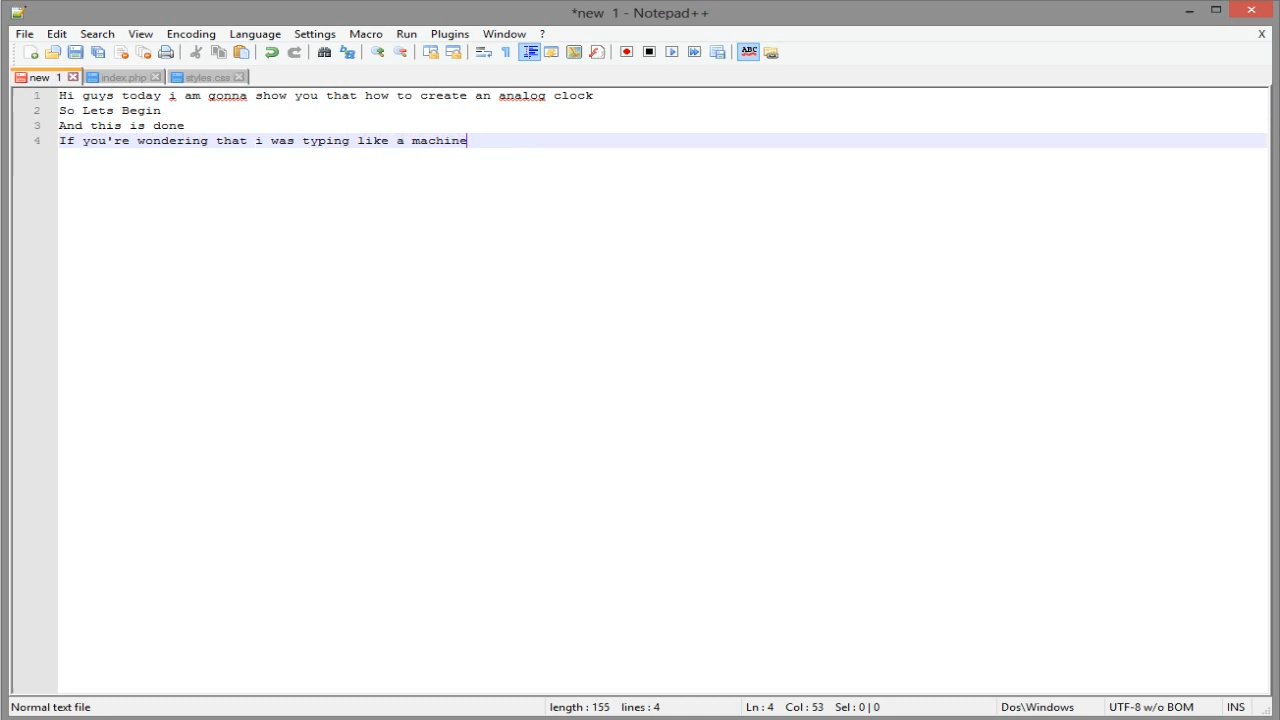 *new 1 - Notepad++
File Edit Search View Encoding Language Settings Macro Run Plugins Window ? X
ABC
new 1 index.php styles.css
1 Hi guys today i am gonna show you that how to create an analog clock
2 So Lets Begin
3 And this is done
4 If you're wondering that i was typing like a machine
Normal text file length : 155 lines : 4 Ln : 4 Col : 53 Sel : 0 | 0 Dos\Windows UTF-8 w/o BOM INS